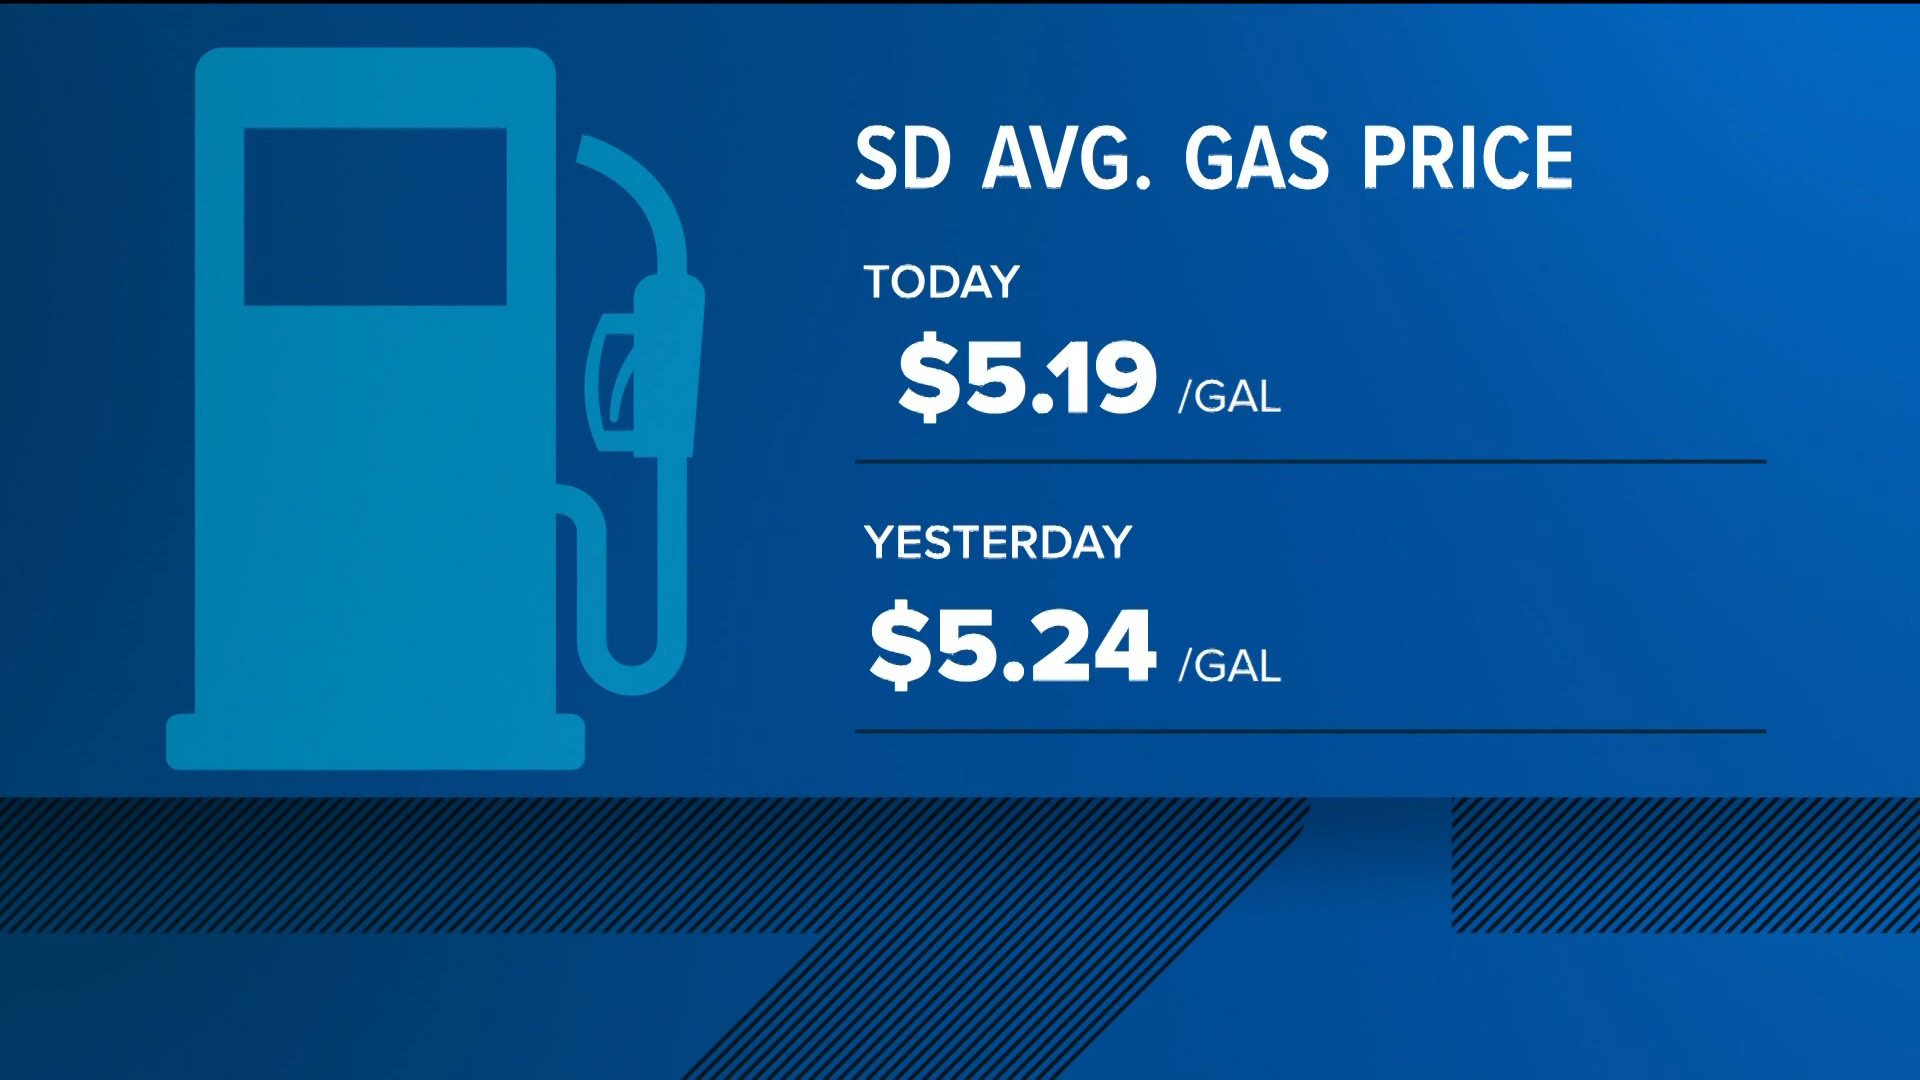 SD AVG. GAS PRICE
TODAY
$5.19 /GAL
YESTERDAY
$5.24 /GAL